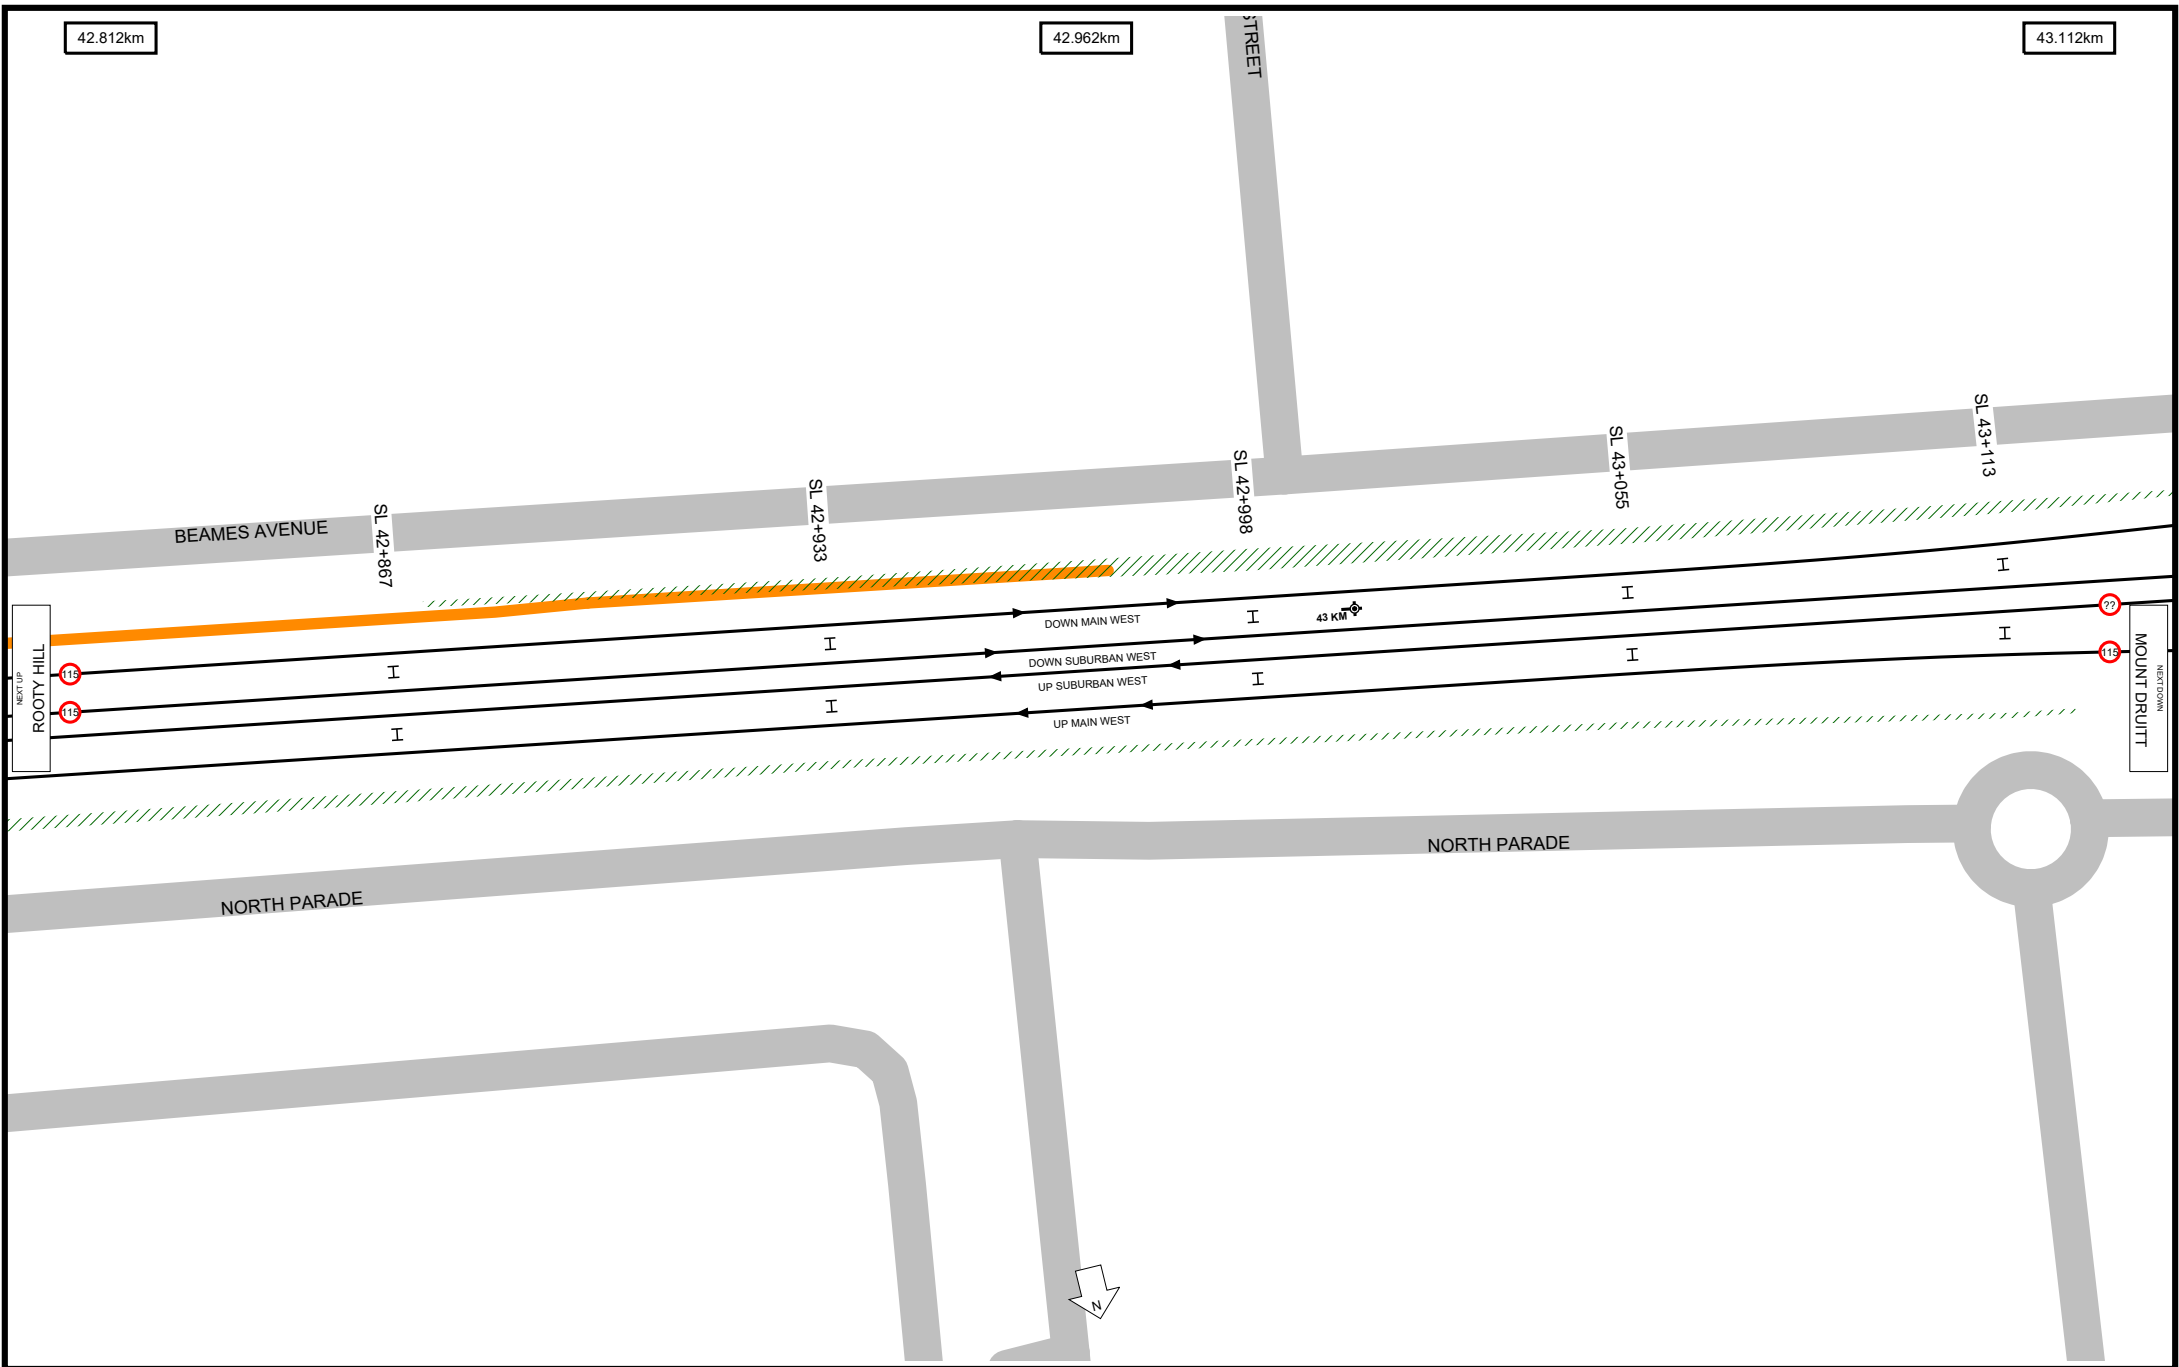 42.812km
42.962km
43.112km
STREET
SL 43+113
SL 43+055
SL 42+998
SL 42+933
SL 42+867
BEAMES AVENUE
DOWN MAIN WEST
43 KM
DOWN SUBURBAN WEST
UP SUBURBAN WEST
UP MAIN WEST
NEXT UP
ROOTY HILL
115
115
??
115
MOUNT DRUITT
NEXT DOWN
NORTH PARADE
NORTH PARADE
N